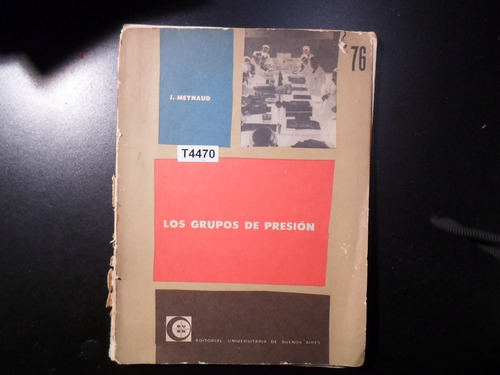 J. MEYNAUD
76
T4470
LOS GRUPOS DE PRESIÓN
EDITORIAL UNIVERSITARIA DE BUENOS AIRES